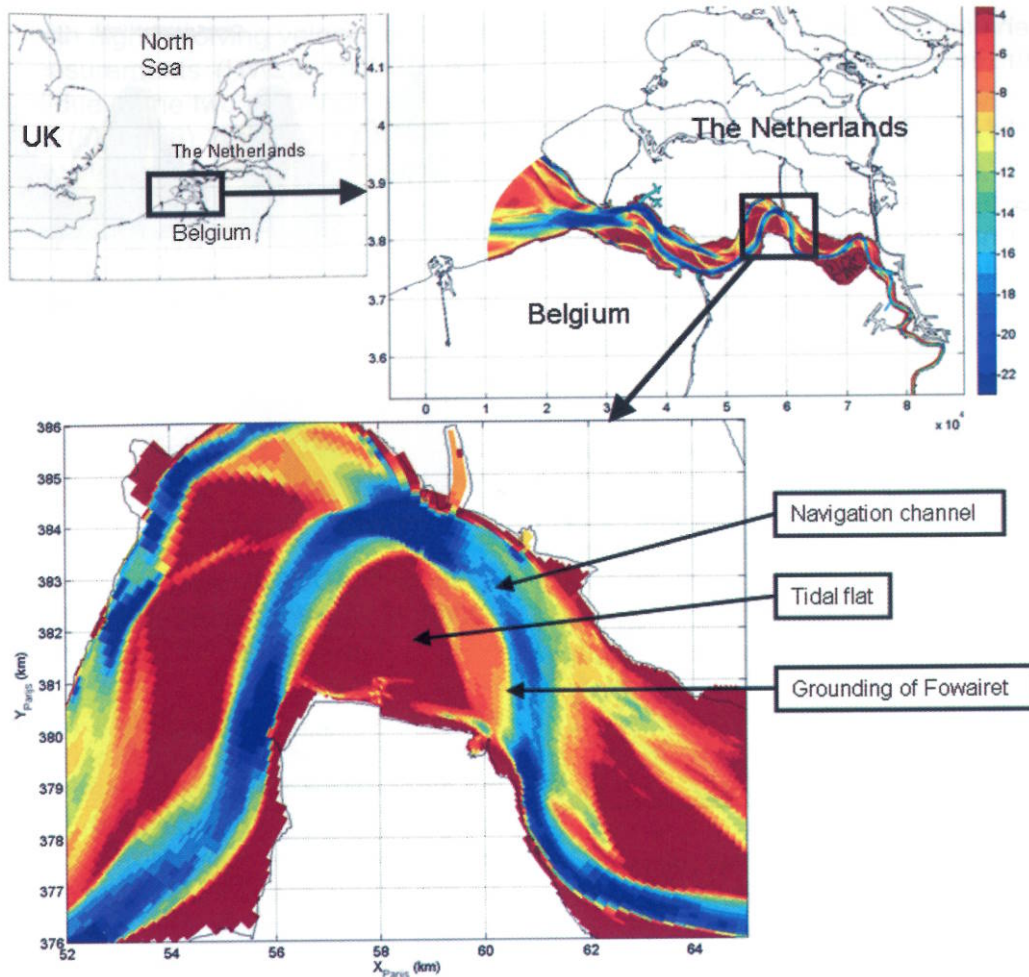 North
Sea
UK
The Netherlands
Belgium
4.1
4
3.9
3.8
3.7
3.6
0 1 2 3 4 5 6 7 8
x 10⁴
The Netherlands
Belgium
-4
-6
-8
-10
-12
-14
-16
-18
-20
-22
386
385
384
383
382
381
380
379
378
377
376
Y Parijs (km)
52 54 56 58 60 62 64
X Parijs (km)
Navigation channel
Tidal flat
Grounding of Fowairet